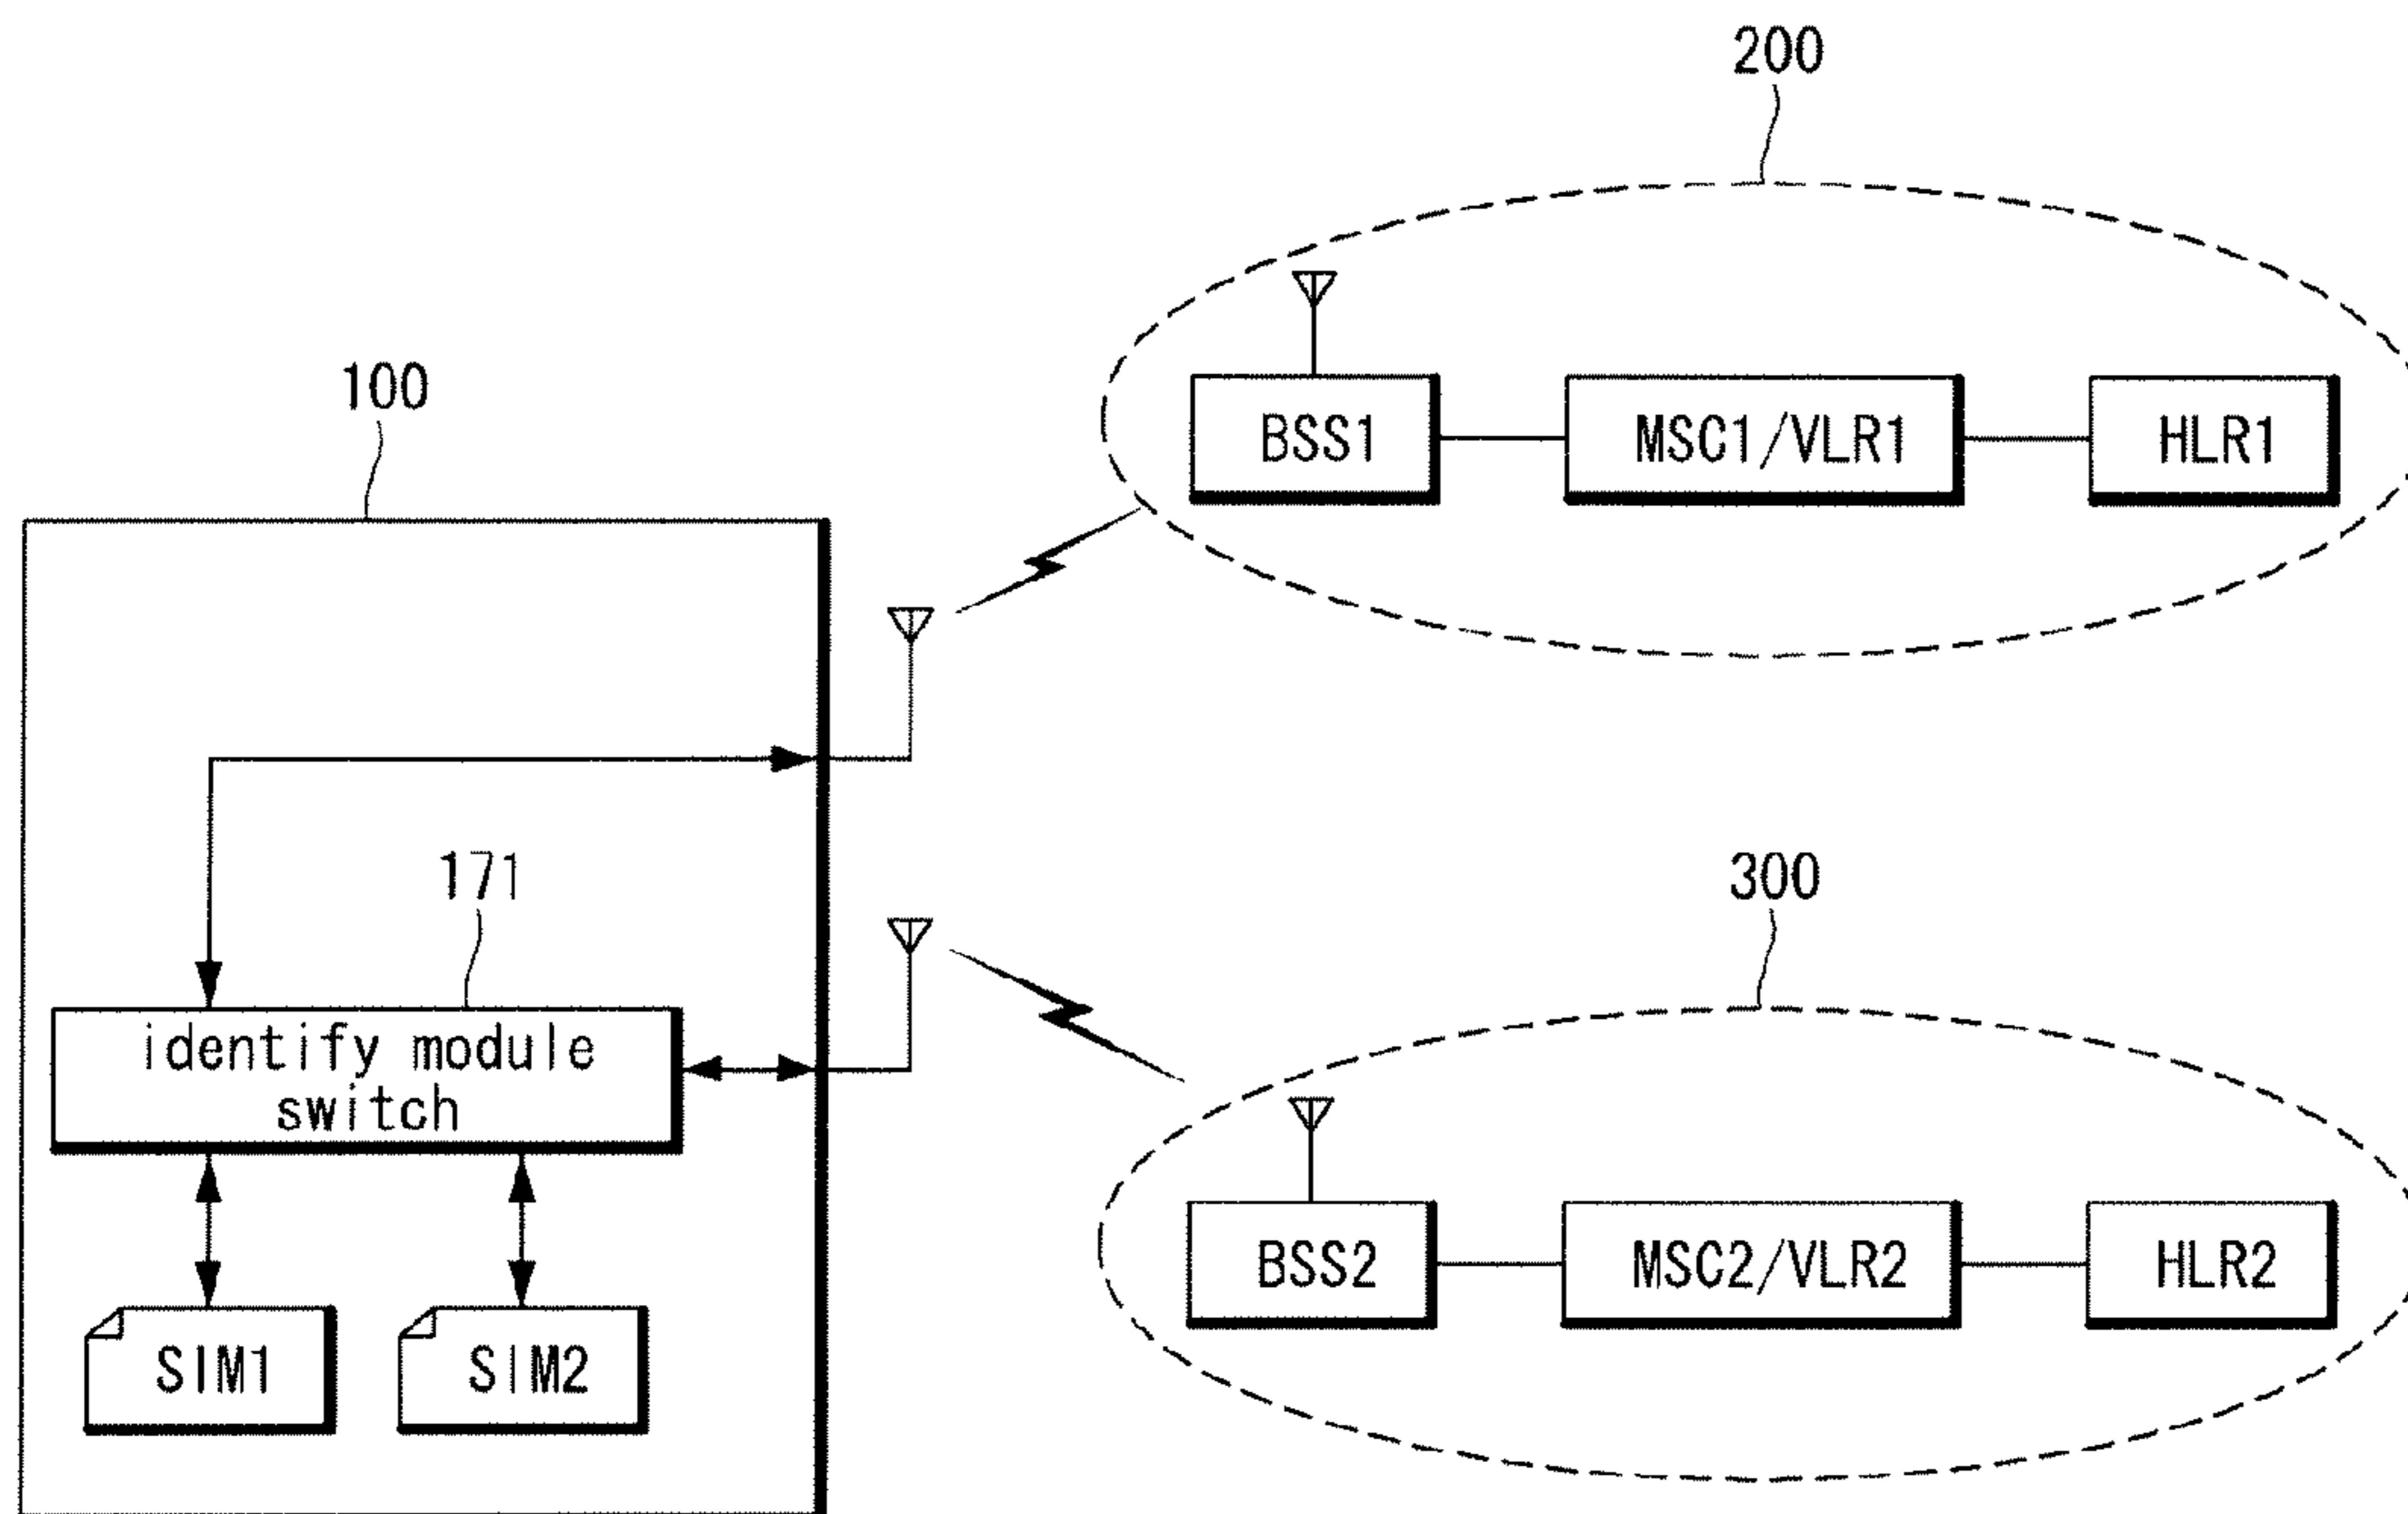 200
BSS1
MSC1/VLR1
HLR1
100
171
identify module
switch
SIM1
SIM2
300
BSS2
MSC2/VLR2
HLR2